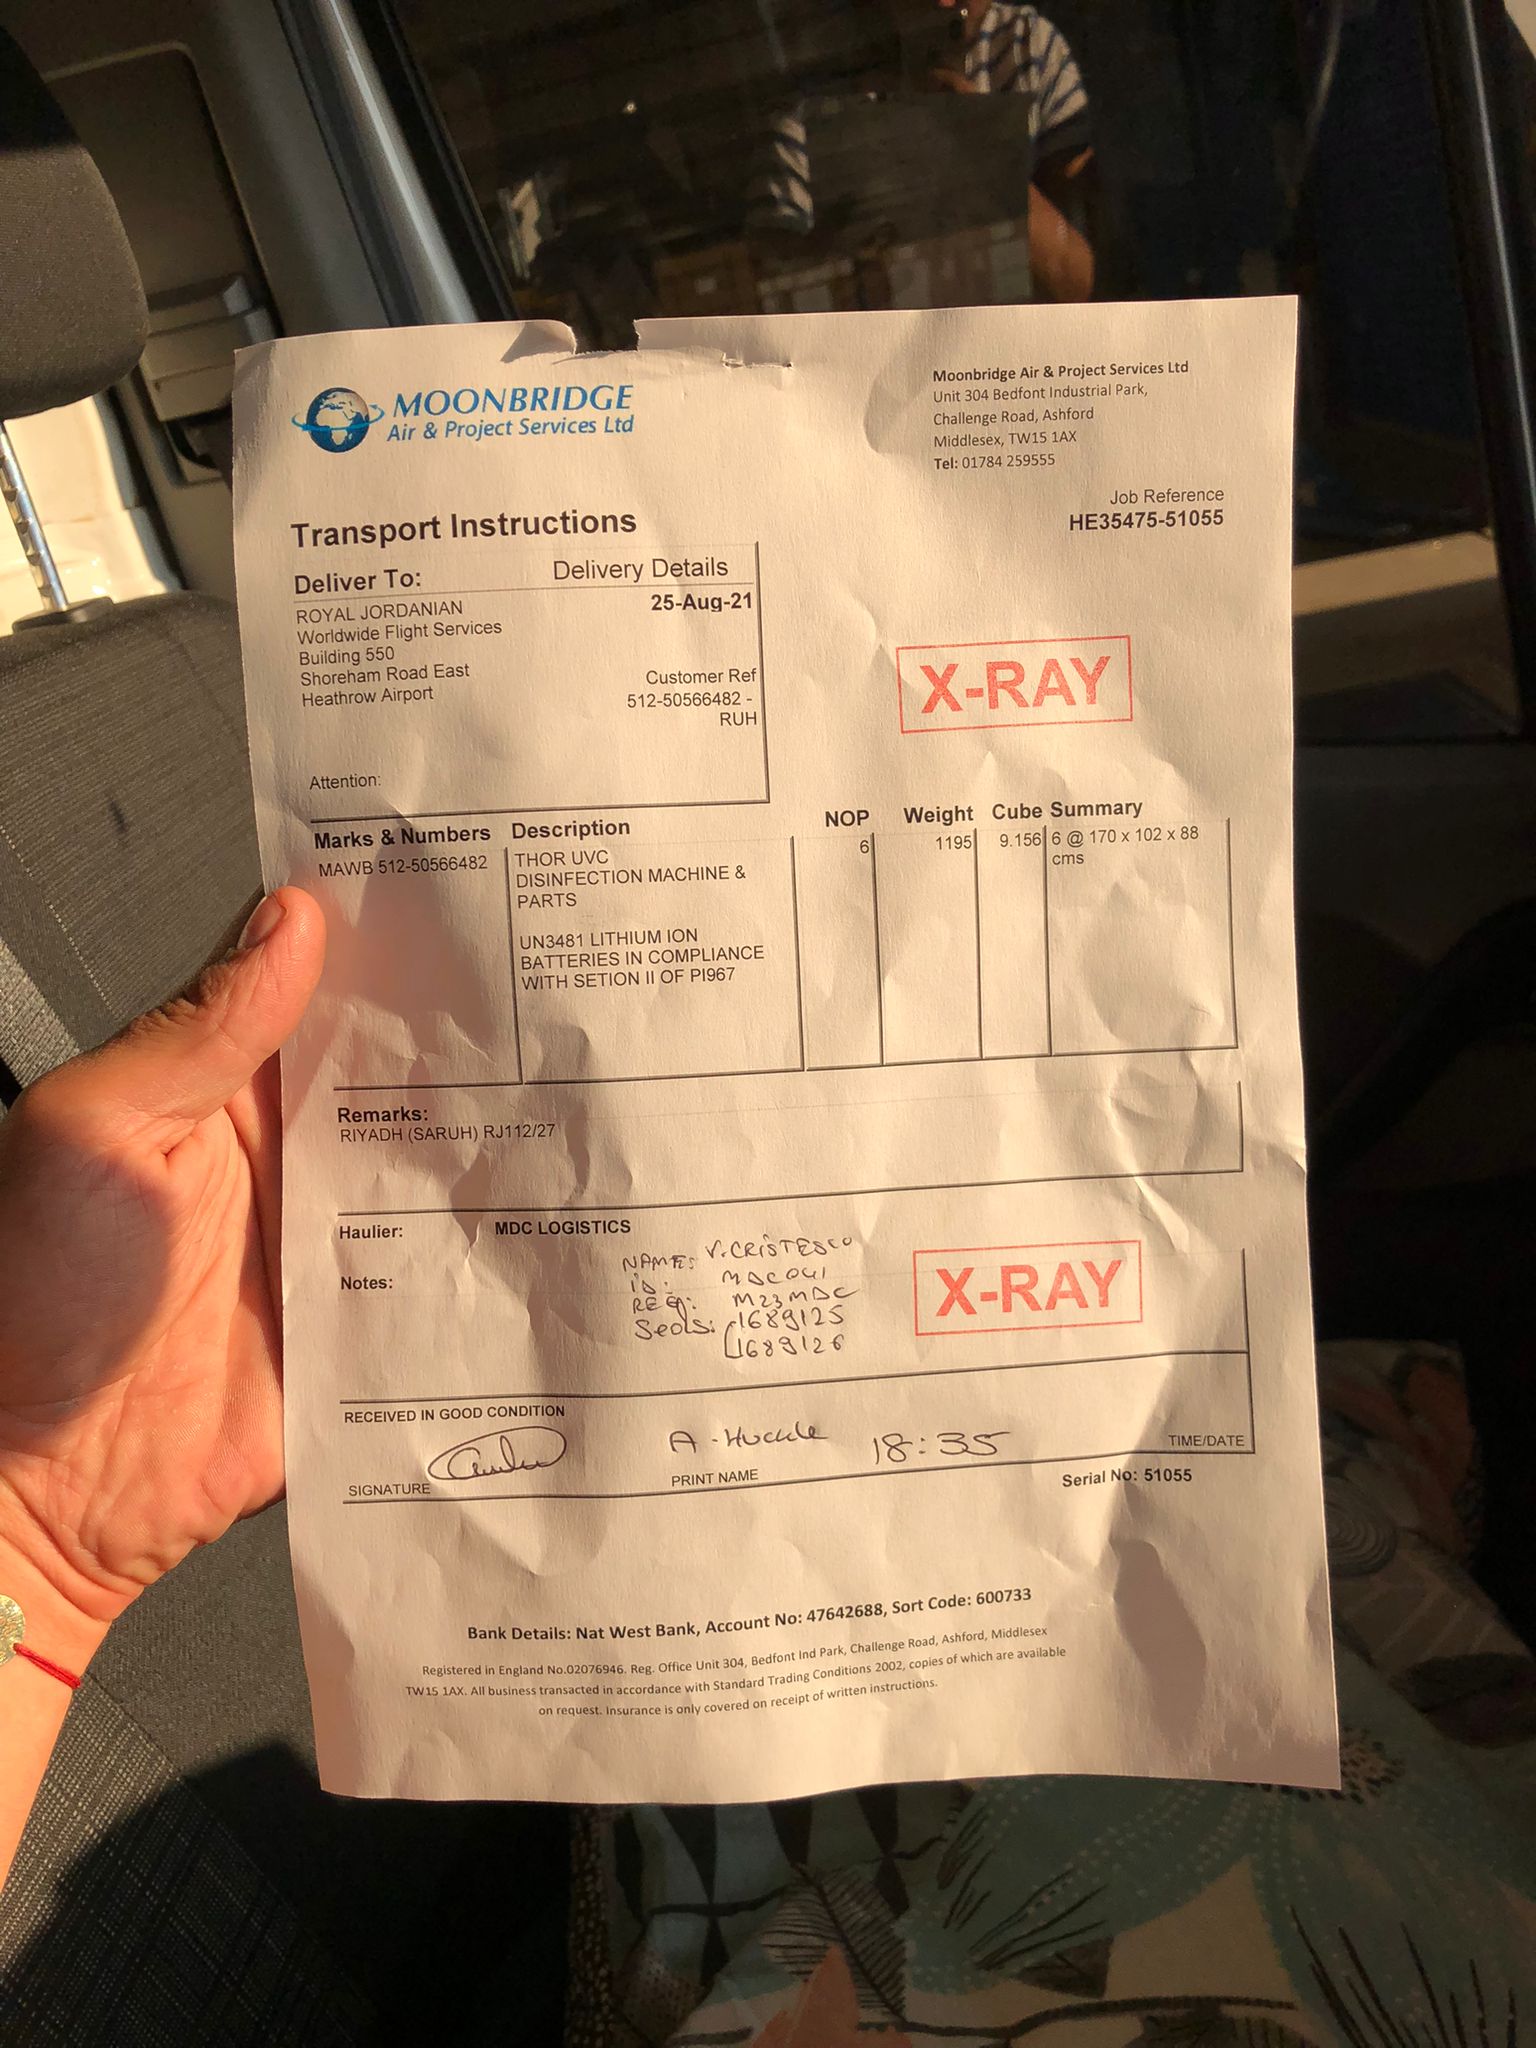 MOONBRIDGE
Air & Project Services Ltd
Moonbridge Air & Project Services Ltd
Unit 304 Bedfont Industrial Park,
Challenge Road, Ashford
Middlesex, TW15 1AX
Tel: 01784 259555
Job Reference
HE35475-51055
Transport Instructions
Deliver To: Delivery Details
ROYAL JORDANIAN 25-Aug-21
Worldwide Flight Services
Building 550
Shoreham Road East Customer Ref
Heathrow Airport 512-50566482 -
RUH
X-RAY
Attention:
Marks & Numbers Description NOP Weight Cube Summary
MAWB 512-50566482 THOR UVC 6 1195 9.156 6 @ 170 x 102 x 88
DISINFECTION MACHINE & cms
PARTS
UN3481 LITHIUM ION
BATTERIES IN COMPLIANCE
WITH SETION II OF PI967
Remarks:
RIYADH (SARUH) RJ112/27
Haulier: MDC LOGISTICS
Notes:
NAME: V.CRISTESCO
ID: MDC041
REG: M23MDC
Seals: 1689125
1689126
X-RAY
RECEIVED IN GOOD CONDITION
A. Huckle 18:35
SIGNATURE PRINT NAME TIME/DATE
Serial No: 51055
Bank Details: Nat West Bank, Account No: 47642688, Sort Code: 600733
Registered in England No.02076946. Reg. Office Unit 304, Bedfont Ind Park, Challenge Road, Ashford, Middlesex
TW15 1AX. All business transacted in accordance with Standard Trading Conditions 2002, copies of which are available
on request. Insurance is only covered on receipt of written instructions.